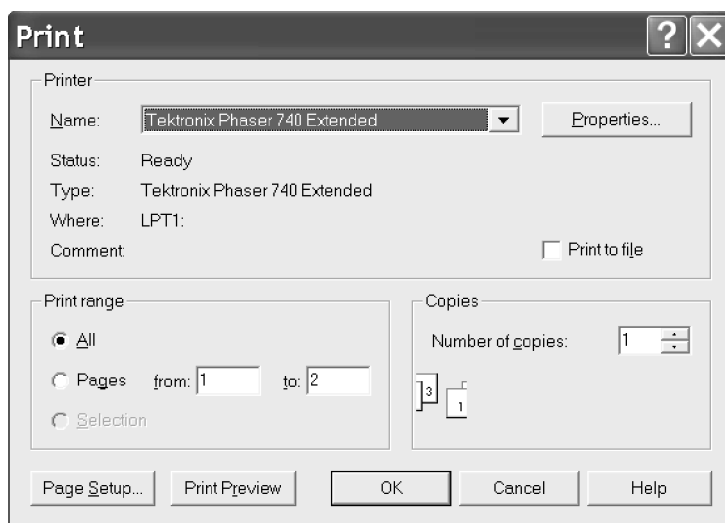 Print
Printer
Name: Tektronix Phaser 740 Extended Properties...
Status: Ready
Type: Tektronix Phaser 740 Extended
Where: LPT1:
Comment
Print to file
Print range
All
Pages from: 1 to: 2
Selection
Copies
Number of copies: 1
3
1
Page Setup... Print Preview OK Cancel Help